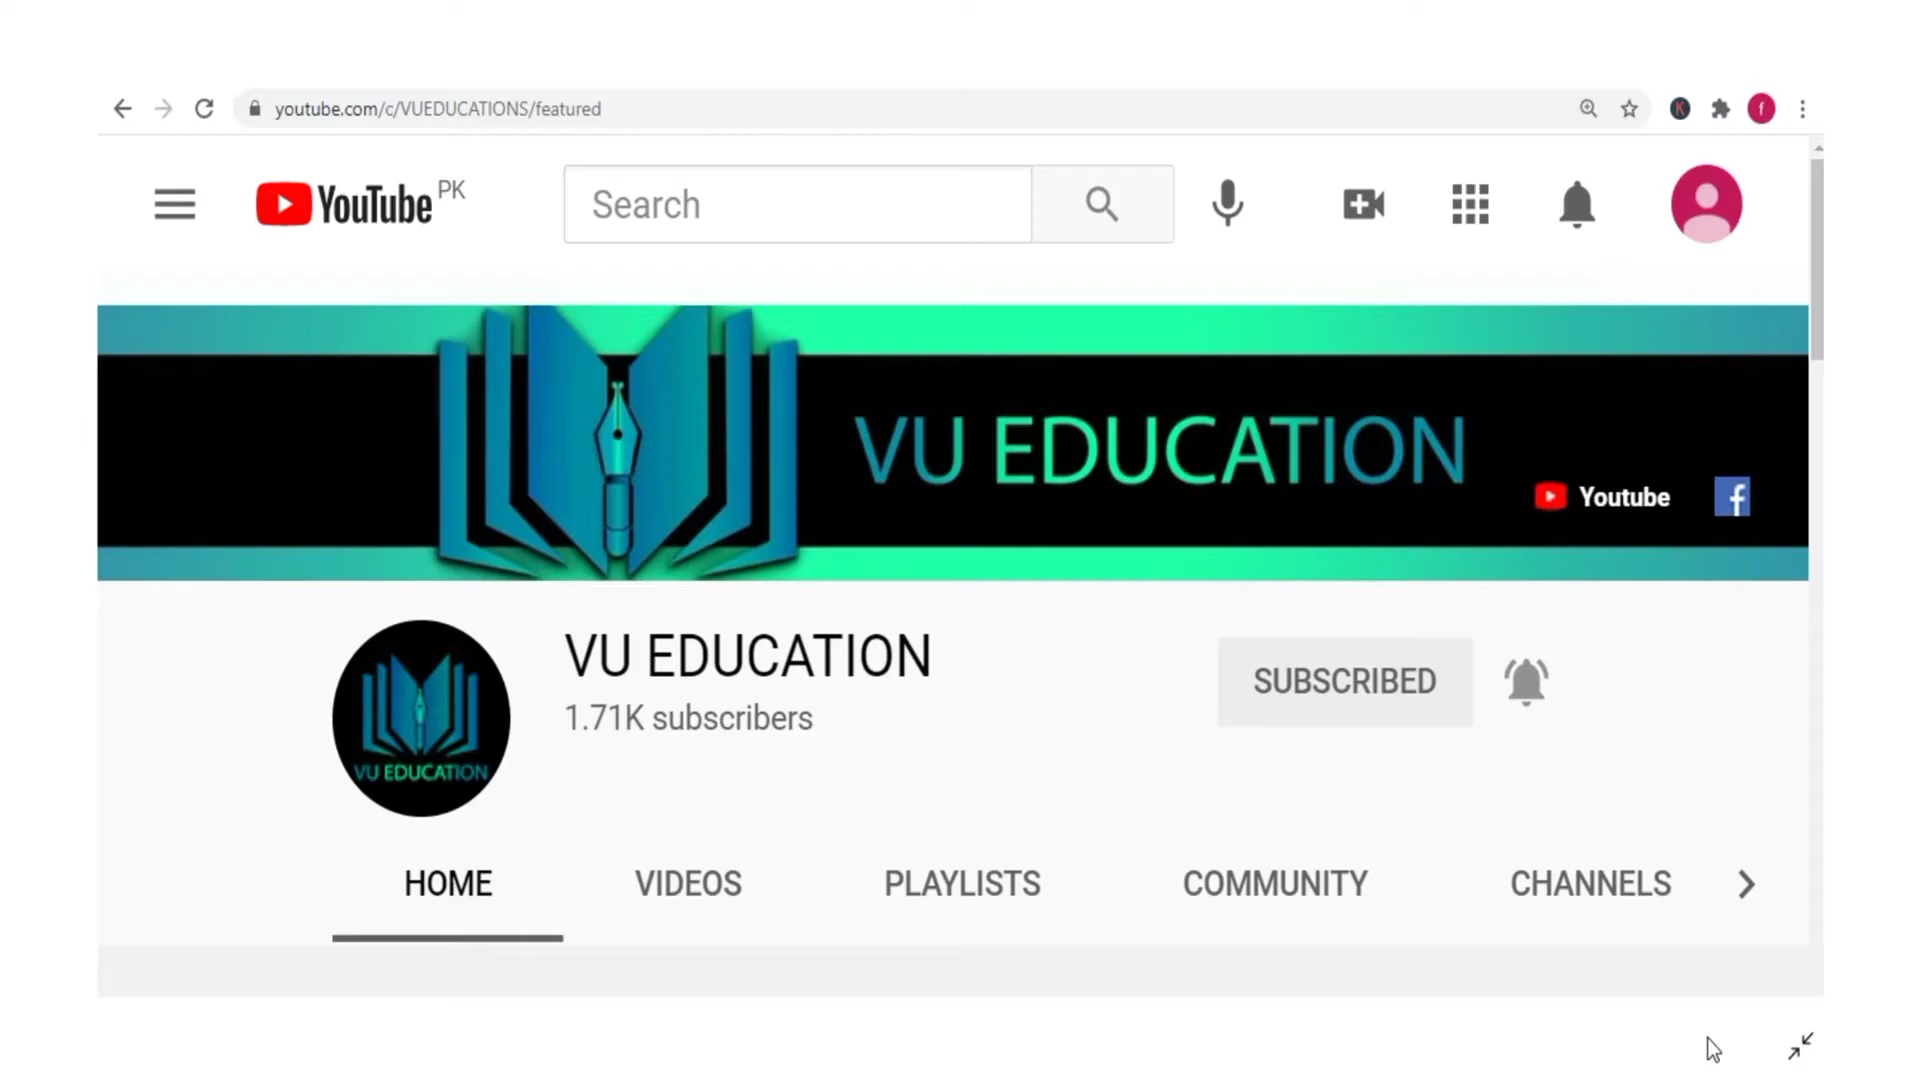 youtube.com/c/VUEDUCATIONS/featured
K
f
YouTube PK
Search
VU EDUCATION
Youtube
f
VU EDUCATION
1.71K subscribers
SUBSCRIBED
VU EDUCATION
HOME
VIDEOS
PLAYLISTS
COMMUNITY
CHANNELS